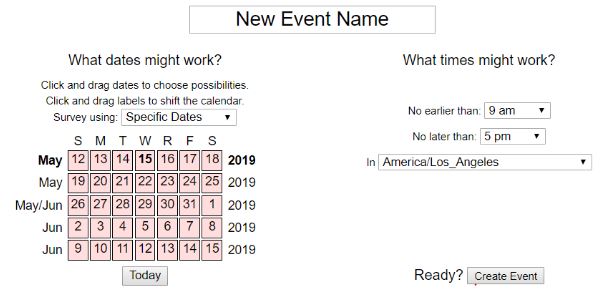 New Event Name
What dates might work?
Click and drag dates to choose possibilities.
Click and drag labels to shift the calendar.
Survey using: Specific Dates
S M T W R F S
May 12 13 14 15 16 17 18 2019
May 19 20 21 22 23 24 25 2019
May/Jun 26 27 28 29 30 31 1 2019
Jun 2 3 4 5 6 7 8 2019
Jun 9 10 11 12 13 14 15 2019
Today
What times might work?
No earlier than: 9 am
No later than: 5 pm
In America/Los_Angeles
Ready? Create Event